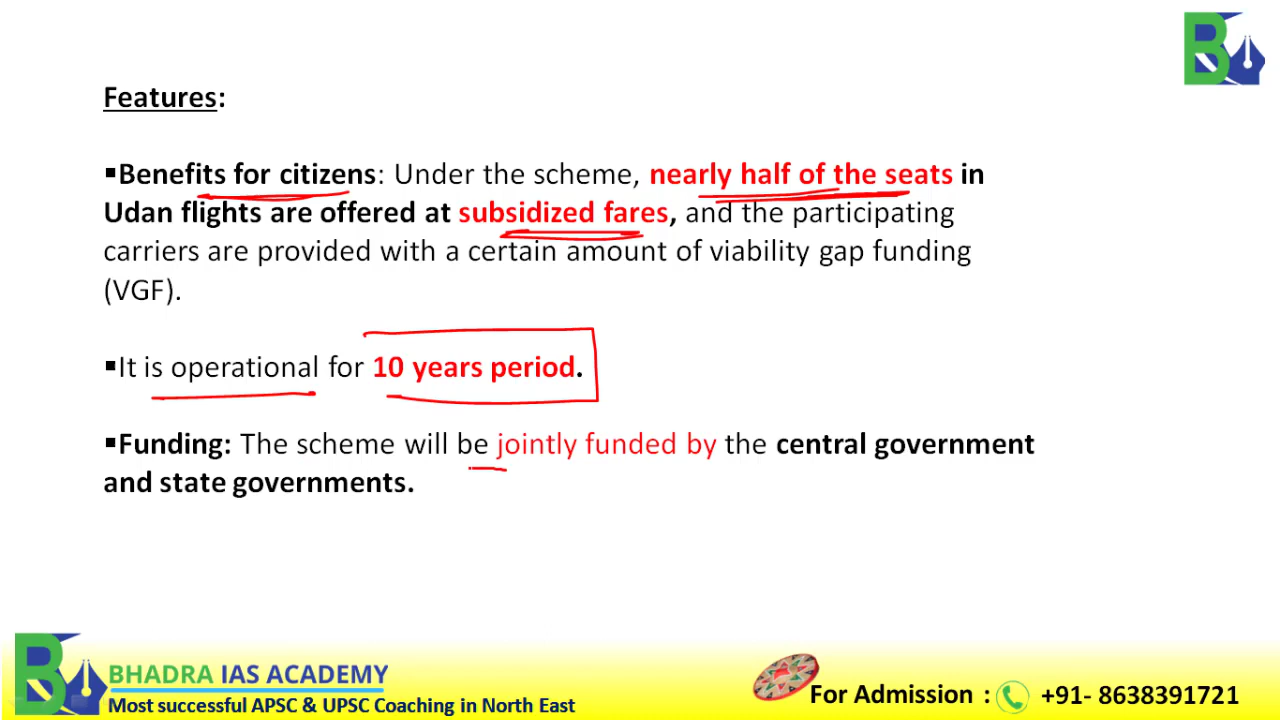 Features:
▪Benefits for citizens: Under the scheme, nearly half of the seats in
Udan flights are offered at subsidized fares, and the participating
carriers are provided with a certain amount of viability gap funding
(VGF).
▪It is operational for 10 years period.
▪Funding: The scheme will be jointly funded by the central government
and state governments.
BHADRA IAS ACADEMY
Most successful APSC & UPSC Coaching in North East
For Admission : +91- 8638391721